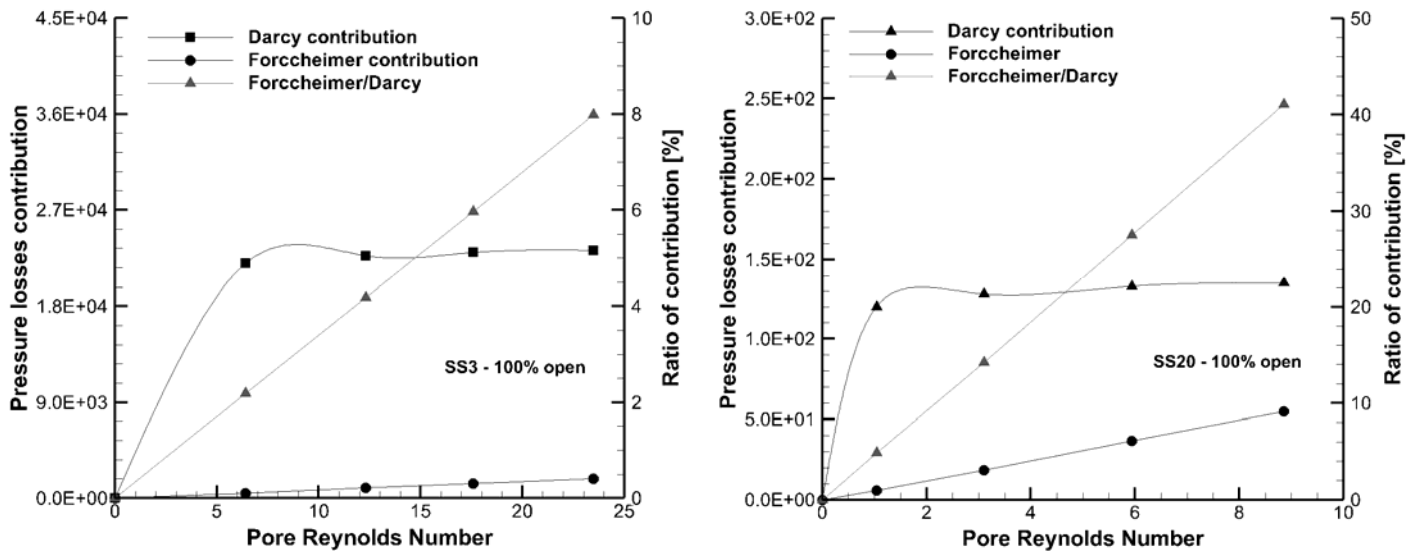 4.5E+04
3.6E+04
2.7E+04
1.8E+04
9.0E+03
0.0E+00
Pressure losses contribution
Darcy contribution
Forccheimer contribution
Forccheimer/Darcy
SS3 - 100% open
10
8
6
4
2
0
Ratio of contribution [%]
0 5 10 15 20 25
Pore Reynolds Number
3.0E+02
2.5E+02
2.0E+02
1.5E+02
1.0E+02
5.0E+01
0.0E+00
Pressure losses contribution
Darcy contribution
Forccheimer
Forccheimer/Darcy
SS20 - 100% open
50
40
30
20
10
0
Ratio of contribution [%]
0 2 4 6 8 10
Pore Reynolds Number